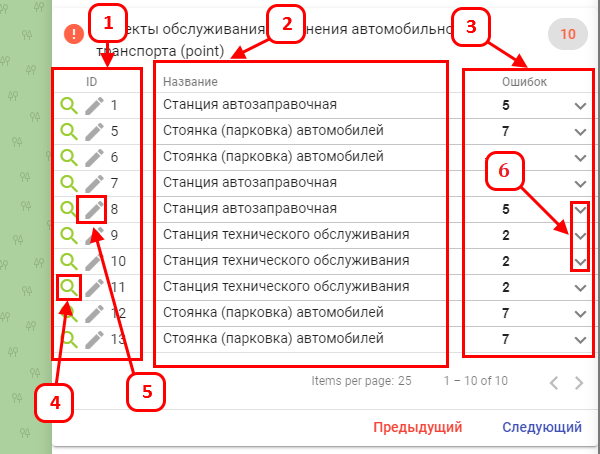 1
2
3
екты обслуживания нения автомобильно
транспорта (point)
10
ID Название Ошибок
1 Станция автозаправочная 5
5 Стоянка (парковка) автомобилей 7
6 Стоянка (парковка) автомобилей
6
7 Станция автозаправочная
8 Станция автозаправочная 5
9 Станция технического обслуживания 2
10 Станция технического обслуживания 2
11 Станция технического обслуживания 2
12 Стоянка (парковка) автомобилей 7
13 Стоянка (парковка) автомобилей 7
Items per page: 25 1 – 10 of 10
4
5
Предыдущий Следующий